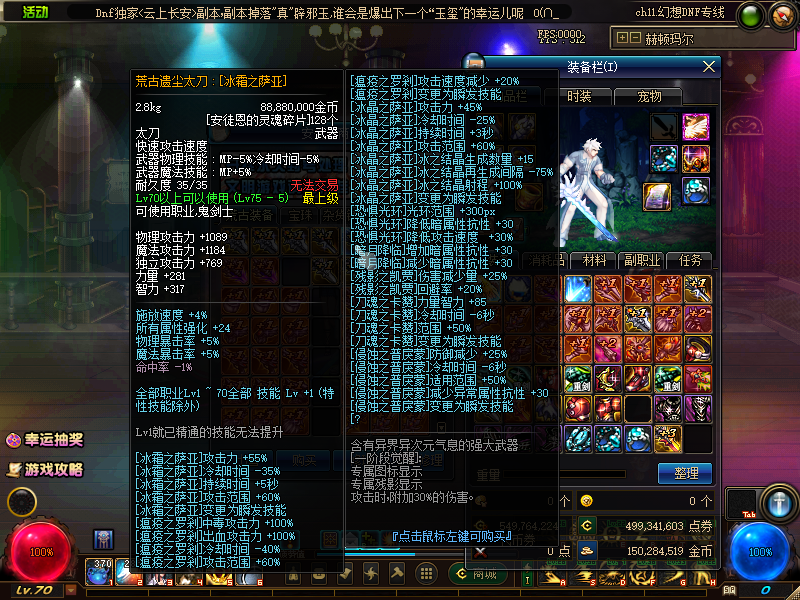 活动
Dnf独家<云上长安>副本,副本掉落"真"辟邪玉,谁会是爆出下一个“玉玺”的幸运儿呢 0(∩_
ch11.幻想DNF专线
FPS:0000
赫顿玛尔
装备栏(I)
时装
宠物
荒古遗尘太刀：[冰霜之萨亚]
2.8kg
88,880,000金币
[安徒恩的灵魂碎片]128个
太刀
武器
快速攻击速度
武器物理技能：MP-5%冷却时间-5%
武器魔法技能：MP+5%
耐久度 35/35
无法交易
Lv70以上可以使用 (Lv75 - 5)
最上级
可使用职业,鬼剑士
物理攻击力 +1089
魔法攻击力 +1184
独立攻击力 +769
力量 +281
智力 +317
施放速度 +4%
所有属性强化 +24
物理暴击率 +5%
魔法暴击率 +5%
命中率 -1%
全部职业Lv1 ~ 70全部 技能 Lv +1 (特
性技能除外)
Lv1就已精通的技能无法提升
[冰霜之萨亚]攻击力 +55%
[冰霜之萨亚]冷却时间 -35%
[冰霜之萨亚]持续时间 +5秒
[冰霜之萨亚]攻击范围 +60%
[冰霜之萨亚]变更为瞬发技能
[瘟疫之罗刹]中毒攻击力 +100%
[瘟疫之罗刹]出血攻击力 +100%
[瘟疫之罗刹]冷却时间 -40%
[瘟疫之罗刹]攻击范围 +60%
[瘟疫之罗刹]攻击速度减少 +20%
[瘟疫之罗刹]变更为瞬发技能
[冰晶之萨亚]攻击力 +45%
[冰晶之萨亚]冷却时间 -25%
[冰晶之萨亚]持续时间 +3秒
[冰晶之萨亚]攻击范围 +60%
[冰晶之萨亚]冰之结晶生成数量 +15
[冰晶之萨亚]冰之结晶再生成间隔 -75%
[冰晶之萨亚]冰之结晶射程 +100%
[冰晶之萨亚]变更为瞬发技能
[恐惧光环]光环范围 +300px
[恐惧光环]降低暗属性抗性 +30
[恐惧光环]降低攻击速度 +30%
[暗月降临]增加暗属性抗性 +30
[暗月降临]减少暗属性抗性 +30
[残影之凯贾]伤害减少量 +25%
[残影之凯贾]回避率 +20%
[刀魂之卡赞]力量智力 +85
[刀魂之卡赞]冷却时间 -6秒
[刀魂之卡赞]范围 +50%
[刀魂之卡赞]变更为瞬发技能
[侵蚀之普戾蒙]防御减少 +25%
[侵蚀之普戾蒙]冷却时间 -6秒
[侵蚀之普戾蒙]适用范围 +50%
[侵蚀之普戾蒙]减少异常属性抗性 +30
[侵蚀之普戾蒙]变更为瞬发技能
[?
含有异界异次元气息的强大武器
[一阶段觉醒]：
专属图标显示
专属残影显示
攻击时,附加30%的伤害。
『点击鼠标左键可购买』
消耗品
材料
副职业
任务
重剑
重剑
重量
整理
0 个
0 个
549,764,224
499,341,603 点券
0 点
150,284,519 金币
幸运抽奖
游戏攻略
100%
Lv.70
370
商城
Tab
100%
0